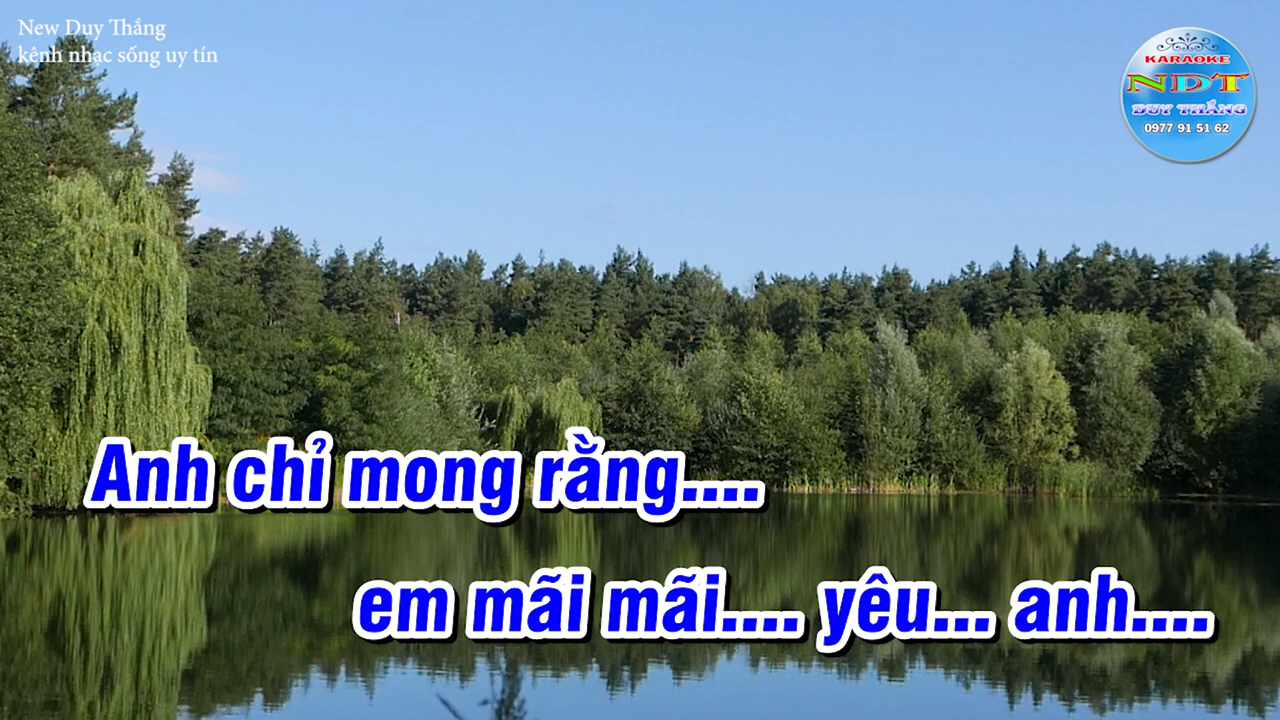 New Duy Thắng
kênh nhạc sống uy tín
KARAOKE
NDT
DUY THẮNG
0977 91 51 62
Anh chỉ mong rằng....
em mãi mãi.... yêu... anh....